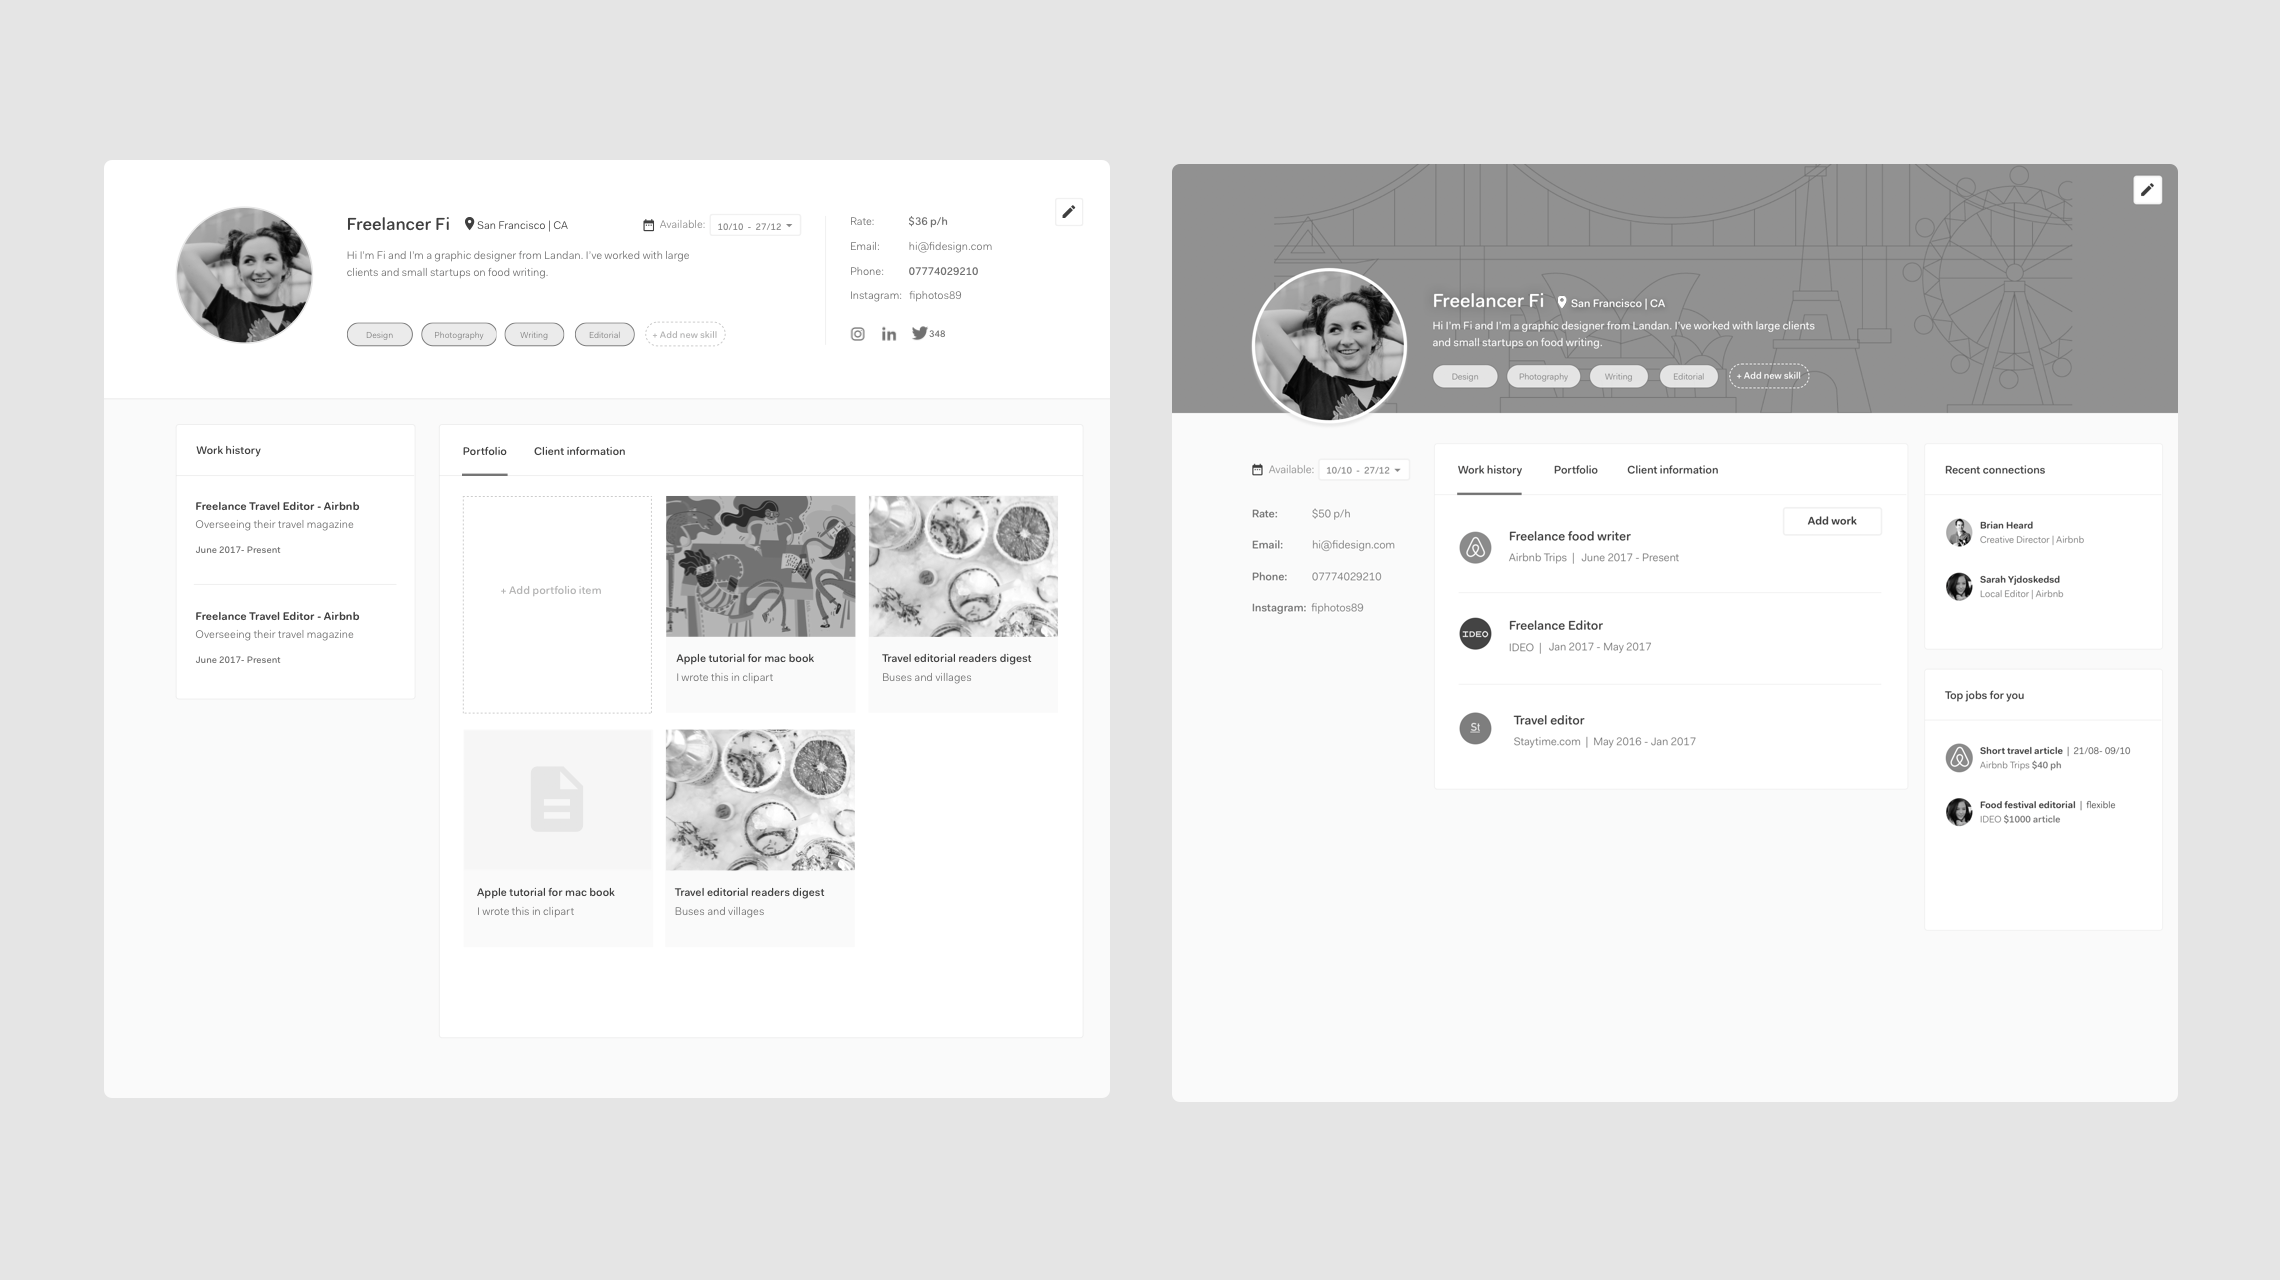 Freelancer Fi
San Francisco | CA
Available:
10/10 - 27/12
Hi I'm Fi and I'm a graphic designer from Landan. I've worked with large
clients and small startups on food writing.
Design
Photography
Writing
Editorial
+ Add new skill
Rate: $36 p/h
Email: hi@fidesign.com
Phone: 07774029210
Instagram: fiphotos89
in
348
Work history
Freelance Travel Editor - Airbnb
Overseeing their travel magazine
June 2017- Present
Freelance Travel Editor - Airbnb
Overseeing their travel magazine
June 2017- Present
Portfolio
Client information
+ Add portfolio item
Apple tutorial for mac book
I wrote this in clipart
Travel editorial readers digest
Buses and villages
Apple tutorial for mac book
I wrote this in clipart
Travel editorial readers digest
Buses and villages
Freelancer Fi
San Francisco | CA
Hi I'm Fi and I'm a graphic designer from Landan. I've worked with large clients
and small startups on food writing.
Design
Photography
Writing
Editorial
+ Add new skill
Available:
10/10 - 27/12
Rate: $50 p/h
Email: hi@fidesign.com
Phone: 07774029210
Instagram: fiphotos89
Work history
Portfolio
Client information
Add work
Freelance food writer
Airbnb Trips | June 2017 - Present
IDEO
Freelance Editor
IDEO | Jan 2017 - May 2017
St
Travel editor
Staytime.com | May 2016 - Jan 2017
Recent connections
Brian Heard
Creative Director | Airbnb
Sarah Yjdoskedsd
Local Editor | Airbnb
Top jobs for you
Short travel article | 21/08- 09/10
Airbnb Trips $40 ph
Food festival editorial | flexible
IDEO $1000 article